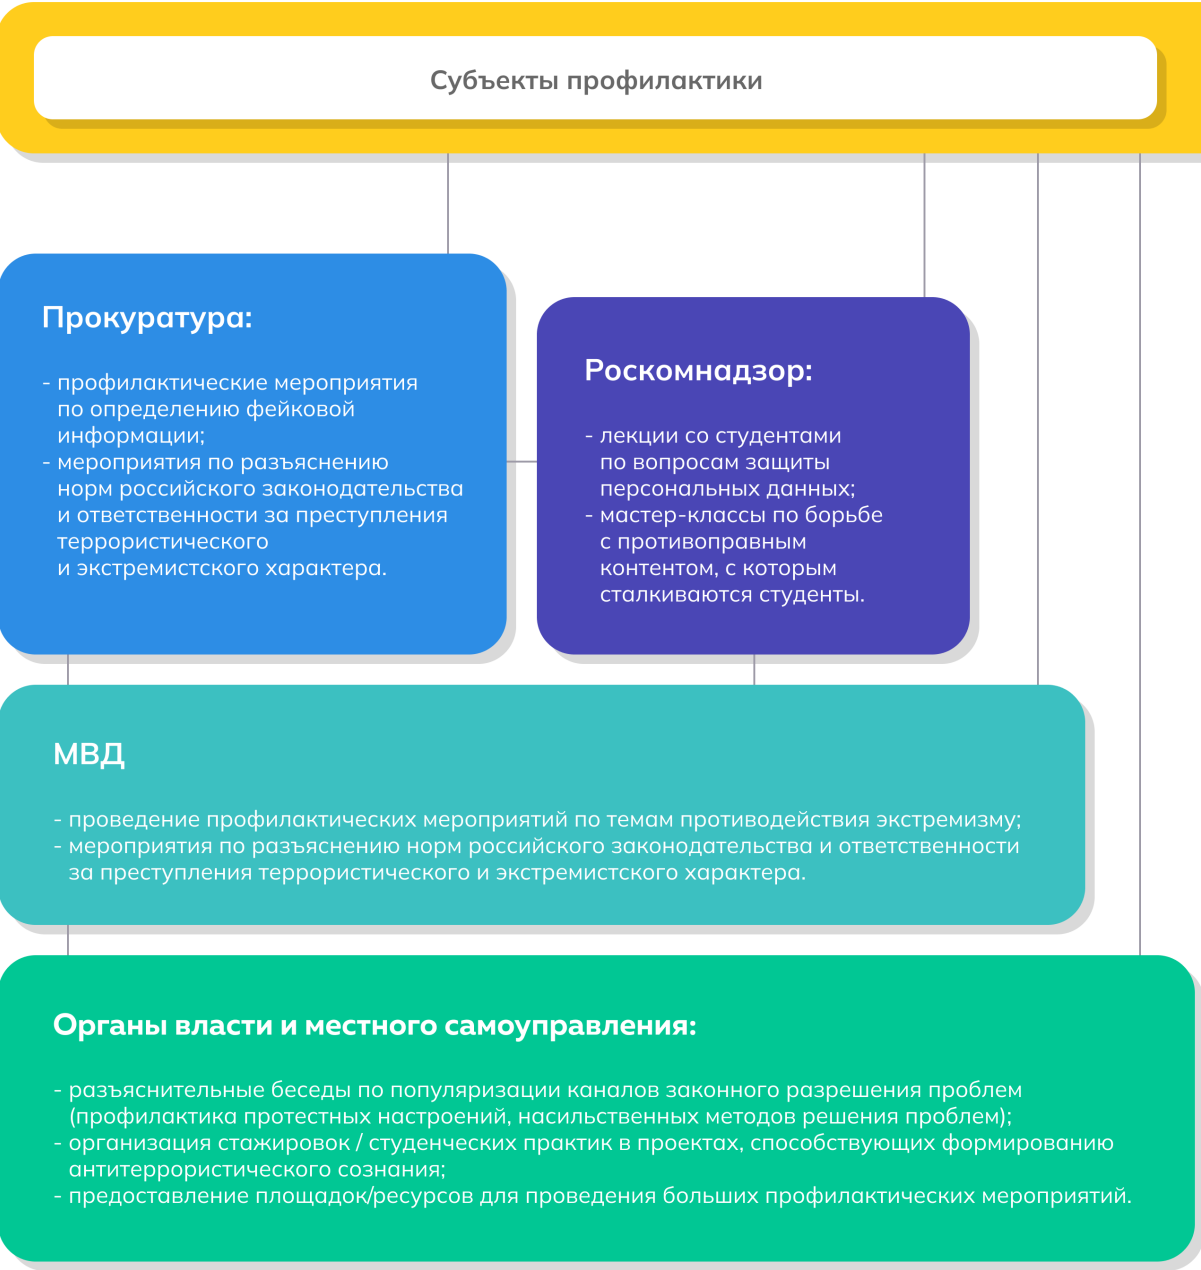 Субъекты профилактики
Прокуратура:
- профилактические мероприятия
по определению фейковой
информации;
- мероприятия по разъяснению
норм российского законодательства
и ответственности за преступления
террористического
и экстремистского характера.
Роскомнадзор:
- лекции со студентами
по вопросам защиты
персональных данных;
- мастер-классы по борьбе
с противоправным
контентом, с которым
сталкиваются студенты.
МВД
- проведение профилактических мероприятий по темам противодействия экстремизму;
- мероприятия по разъяснению норм российского законодательства и ответственности
за преступления террористического и экстремистского характера.
Органы власти и местного самоуправления:
- разъяснительные беседы по популяризации каналов законного разрешения проблем
(профилактика протестных настроений, насильственных методов решения проблем);
- организация стажировок / студенческих практик в проектах, способствующих формированию
антитеррористического сознания;
- предоставление площадок/ресурсов для проведения больших профилактических мероприятий.